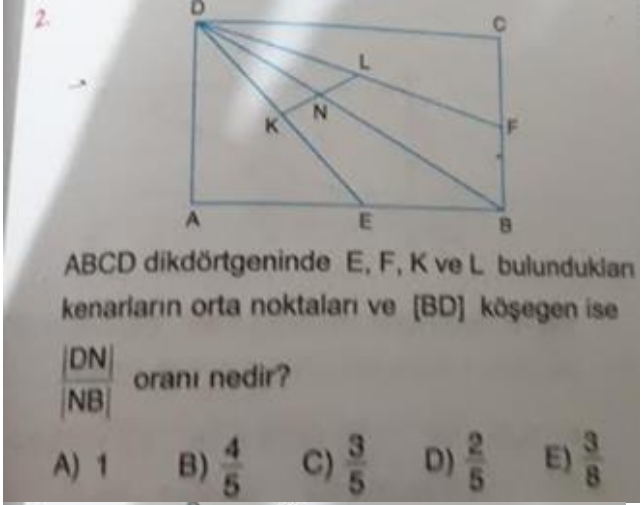 2.
D
C
L
N
K
F
A
E
B
ABCD dikdörtgeninde E, F, K ve L bulundukları
kenarların orta noktaları ve [BD] köşegen ise
|DN|
|NB|
oranı nedir?
A) 1 B) 4/5 C) 3/5 D) 2/5 E) 3/8